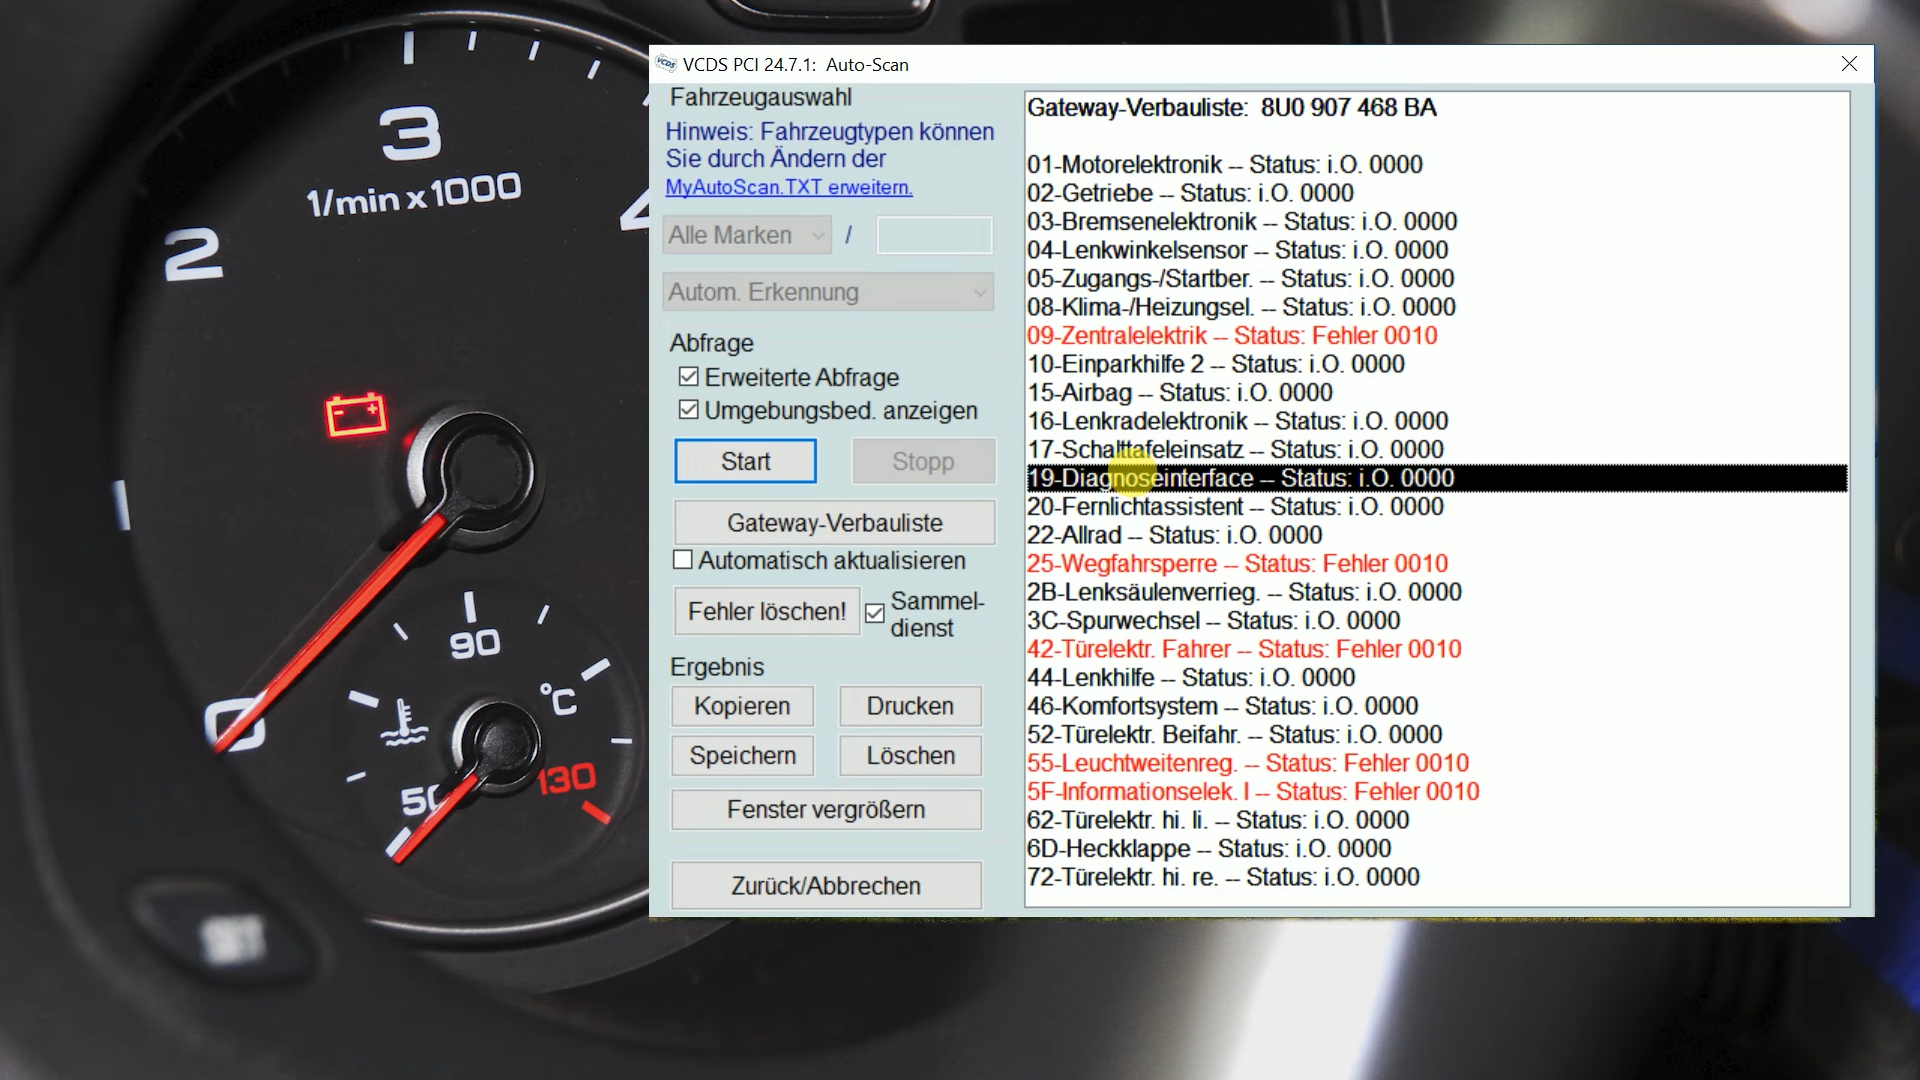 3
1/min x 1000
2
4
1
0
90
°C
50
130
SET
VCDS
VCDS PCI 24.7.1: Auto-Scan
Fahrzeugauswahl
Hinweis: Fahrzeugtypen können
Sie durch Ändern der
MyAutoScan.TXT erweitern.
Alle Marken
/
Autom. Erkennung
Abfrage
Erweiterte Abfrage
Umgebungsbed. anzeigen
Start
Stopp
Gateway-Verbauliste
Automatisch aktualisieren
Fehler löschen!
Sammel-
dienst
Ergebnis
Kopieren
Drucken
Speichern
Löschen
Fenster vergrößern
Zurück/Abbrechen
Gateway-Verbauliste: 8U0 907 468 BA
01-Motorelektronik -- Status: i.O. 0000
02-Getriebe -- Status: i.O. 0000
03-Bremsenelektronik -- Status: i.O. 0000
04-Lenkwinkelsensor -- Status: i.O. 0000
05-Zugangs-/Startber. -- Status: i.O. 0000
08-Klima-/Heizungsel. -- Status: i.O. 0000
09-Zentralelektrik -- Status: Fehler 0010
10-Einparkhilfe 2 -- Status: i.O. 0000
15-Airbag -- Status: i.O. 0000
16-Lenkradelektronik -- Status: i.O. 0000
17-Schalttafeleinsatz -- Status: i.O. 0000
19-Diagnoseinterface -- Status: i.O. 0000
20-Fernlichtassistent -- Status: i.O. 0000
22-Allrad -- Status: i.O. 0000
25-Wegfahrsperre -- Status: Fehler 0010
2B-Lenksäulenverrieg. -- Status: i.O. 0000
3C-Spurwechsel -- Status: i.O. 0000
42-Türelektr. Fahrer -- Status: Fehler 0010
44-Lenkhilfe -- Status: i.O. 0000
46-Komfortsystem -- Status: i.O. 0000
52-Türelektr. Beifahr. -- Status: i.O. 0000
55-Leuchtweitenreg. -- Status: Fehler 0010
5F-Informationselek. I -- Status: Fehler 0010
62-Türelektr. hi. li. -- Status: i.O. 0000
6D-Heckklappe -- Status: i.O. 0000
72-Türelektr. hi. re. -- Status: i.O. 0000